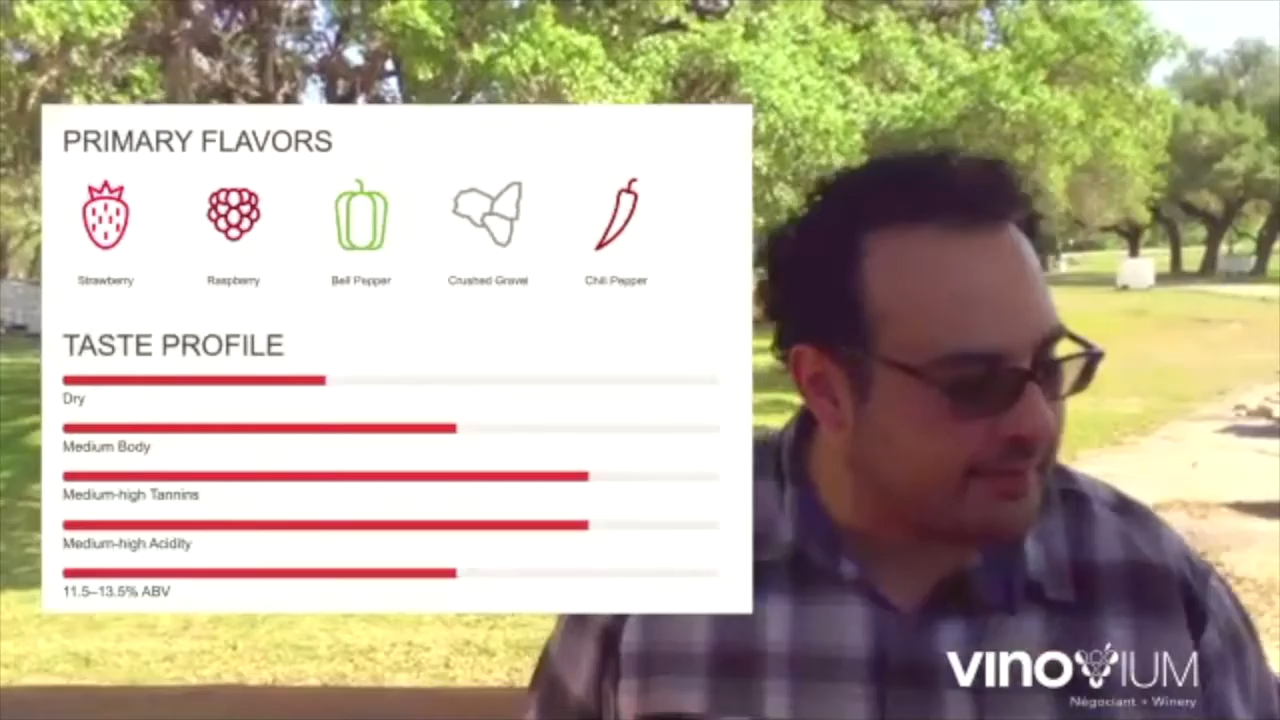 PRIMARY FLAVORS
Strawberry Raspberry Bell Pepper Crushed Gravel Chili Pepper
TASTE PROFILE
Dry
Medium Body
Medium-high Tannins
Medium-high Acidity
11.5–13.5% ABV
vinoVIUM
Négociant + Winery